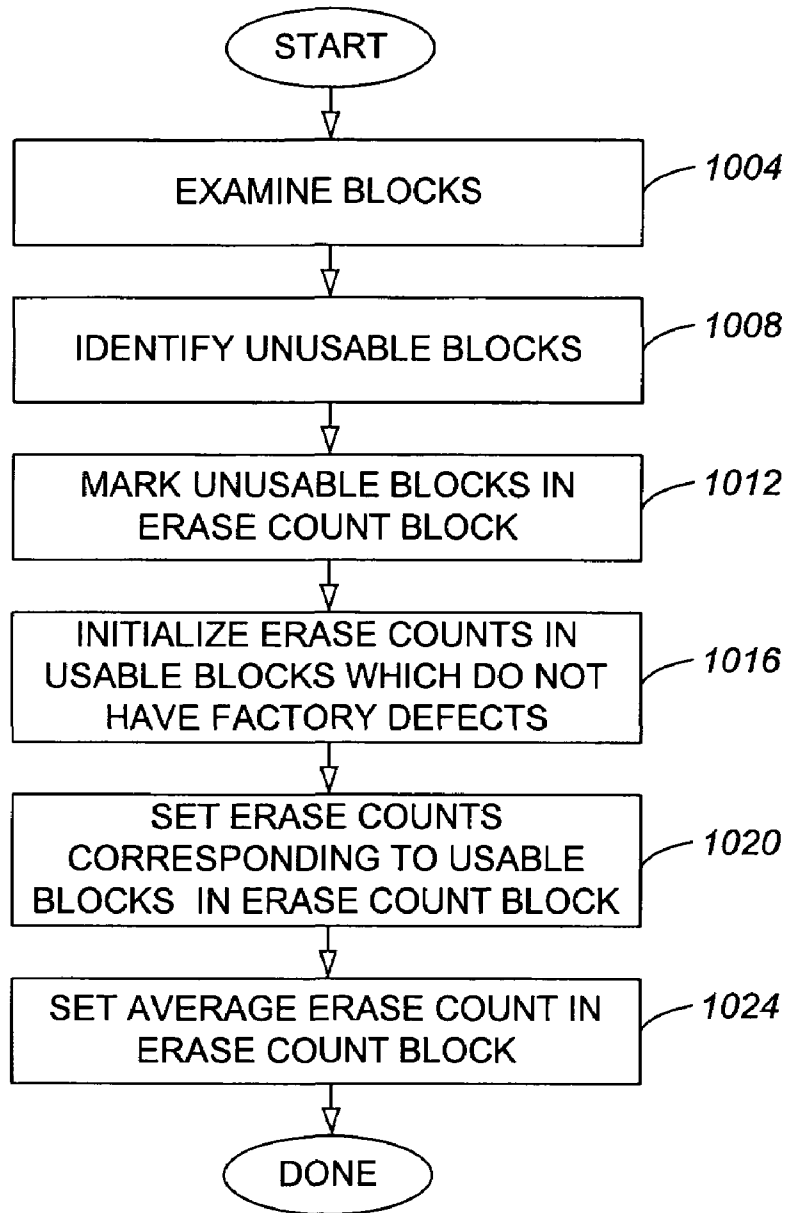 START
EXAMINE BLOCKS
1004
IDENTIFY UNUSABLE BLOCKS
1008
MARK UNUSABLE BLOCKS IN
ERASE COUNT BLOCK
1012
INITIALIZE ERASE COUNTS IN
USABLE BLOCKS WHICH DO NOT
HAVE FACTORY DEFECTS
1016
SET ERASE COUNTS
CORRESPONDING TO USABLE
BLOCKS IN ERASE COUNT BLOCK
1020
SET AVERAGE ERASE COUNT IN
ERASE COUNT BLOCK
1024
DONE